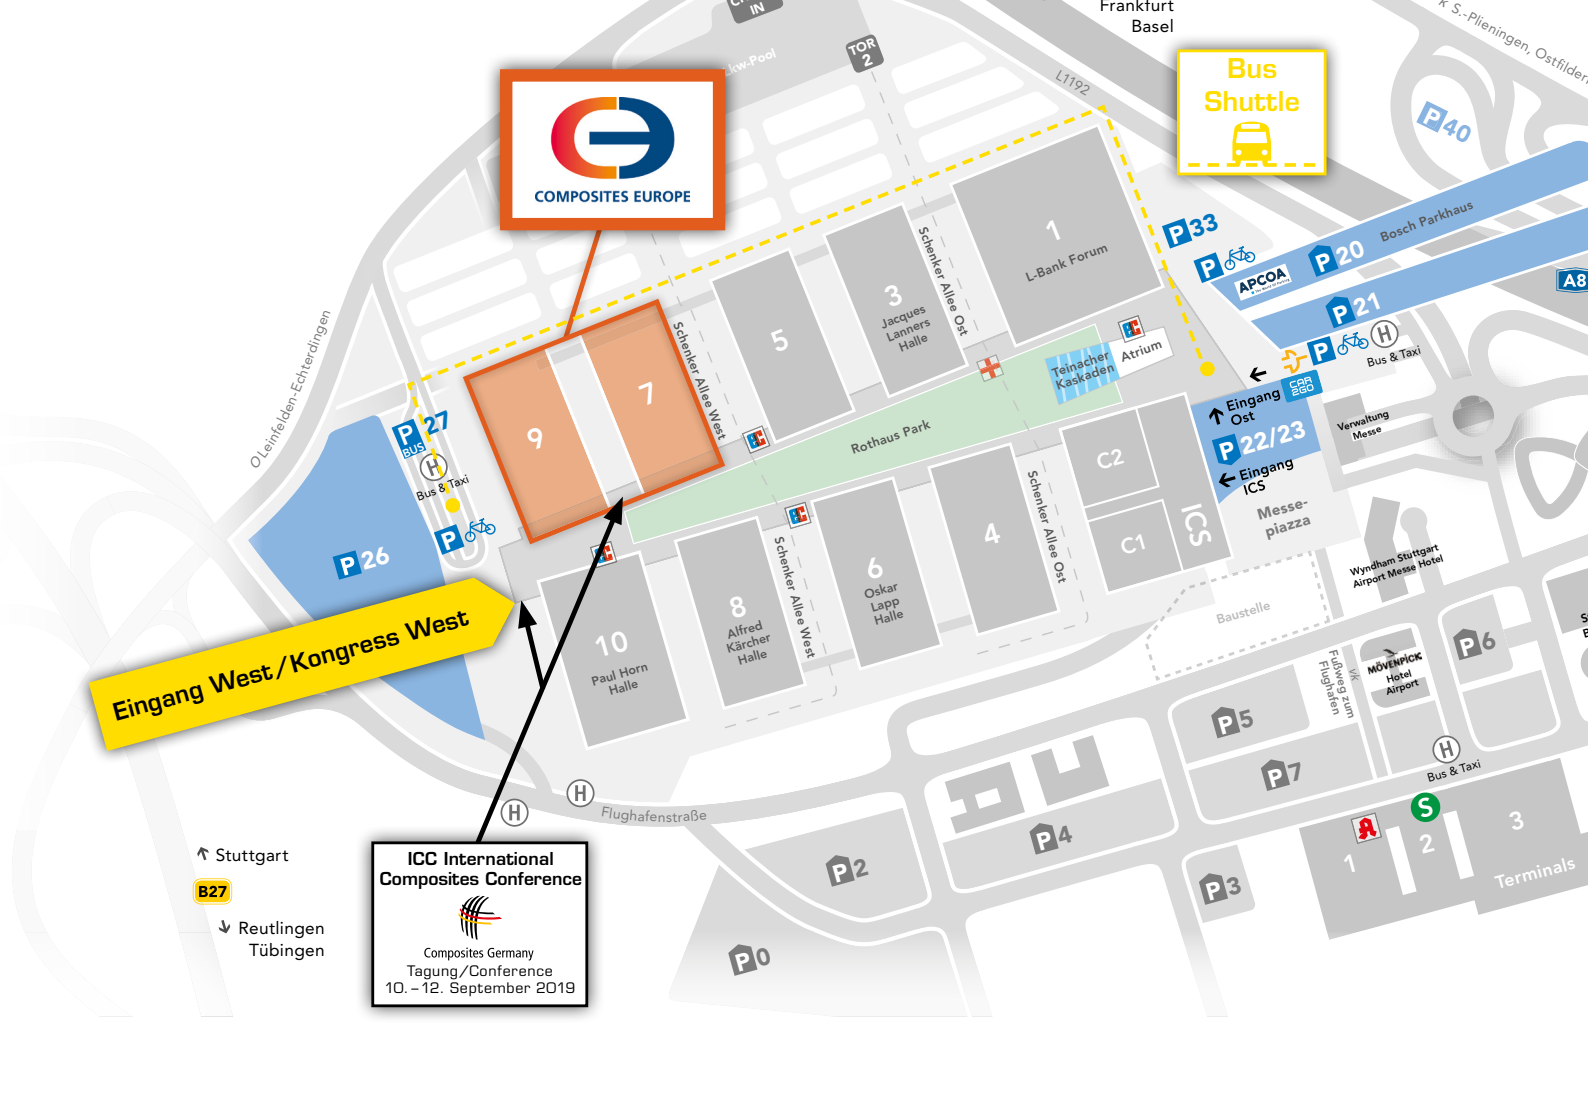 Frankfurt
Basel
IN
Lkw-Pool
TOR
2
L1192
S.-Plieningen, Ostfildern
Bus
Shuttle
P40
COMPOSITES EUROPE
Bosch Parkhaus
P20
P33
P
APCOA
P21
A8
1
L-Bank Forum
Schenker Allee Ost
3
Jacques
Lanners
Halle
5
Schenker Allee West
7
9
Leinfelden-Echterdingen
P
BUS
27
H
Bus & Taxi
P
P26
Rothaus Park
Teinacher
Kaskaden
Atrium
P
H
Bus & Taxi
CAR
2GO
Eingang
Ost
P22/23
Eingang
ICS
Verwaltung
Messe
Messe-
piazza
C2
C1
ICS
Schenker Allee Ost
4
6
Oskar
Lapp
Halle
Schenker Allee West
8
Alfred
Kärcher
Halle
10
Paul Horn
Halle
Eingang West/Kongress West
Wyndham Stuttgart
Airport Messe Hotel
Baustelle
MÖVENPICK
Hotel
Airport
P6
Fußweg zum
Flughafen
P5
P7
H
Bus & Taxi
S
1
2
3
Terminals
P4
P3
P2
P0
H
H
Flughafenstraße
Stuttgart
B27
Reutlingen
Tübingen
ICC International
Composites Conference
Composites Germany
Tagung/Conference
10. – 12. September 2019